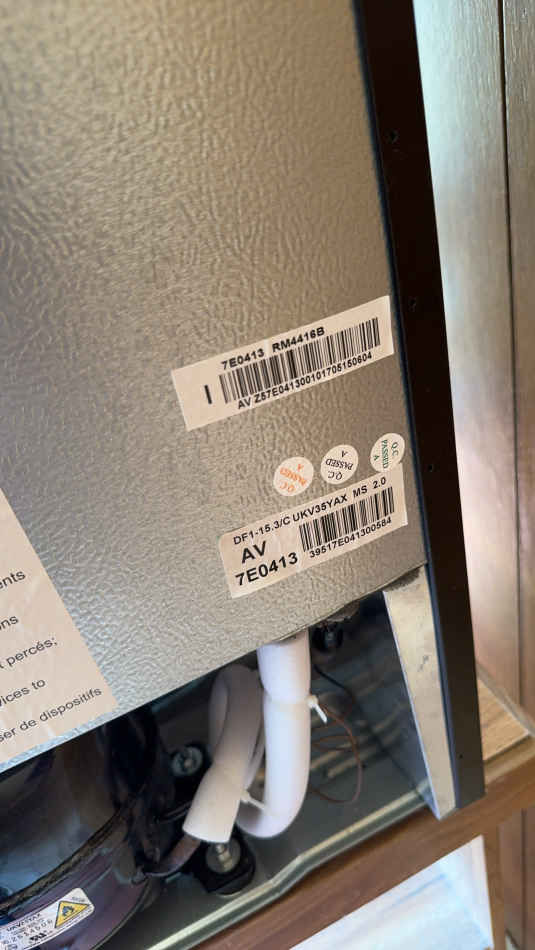 7E0413 RM4416B
I
AV Z57E041300101705150604
Q.C.
PASSED
A
Q.C.
PASSED
A
Q.C.
PASSED
A
DF1-15.3/C UKV35YAX MS 2.0
AV
7E0413
39517E041300584
ents
ons
t percés;
vices to
ser de dispositifs